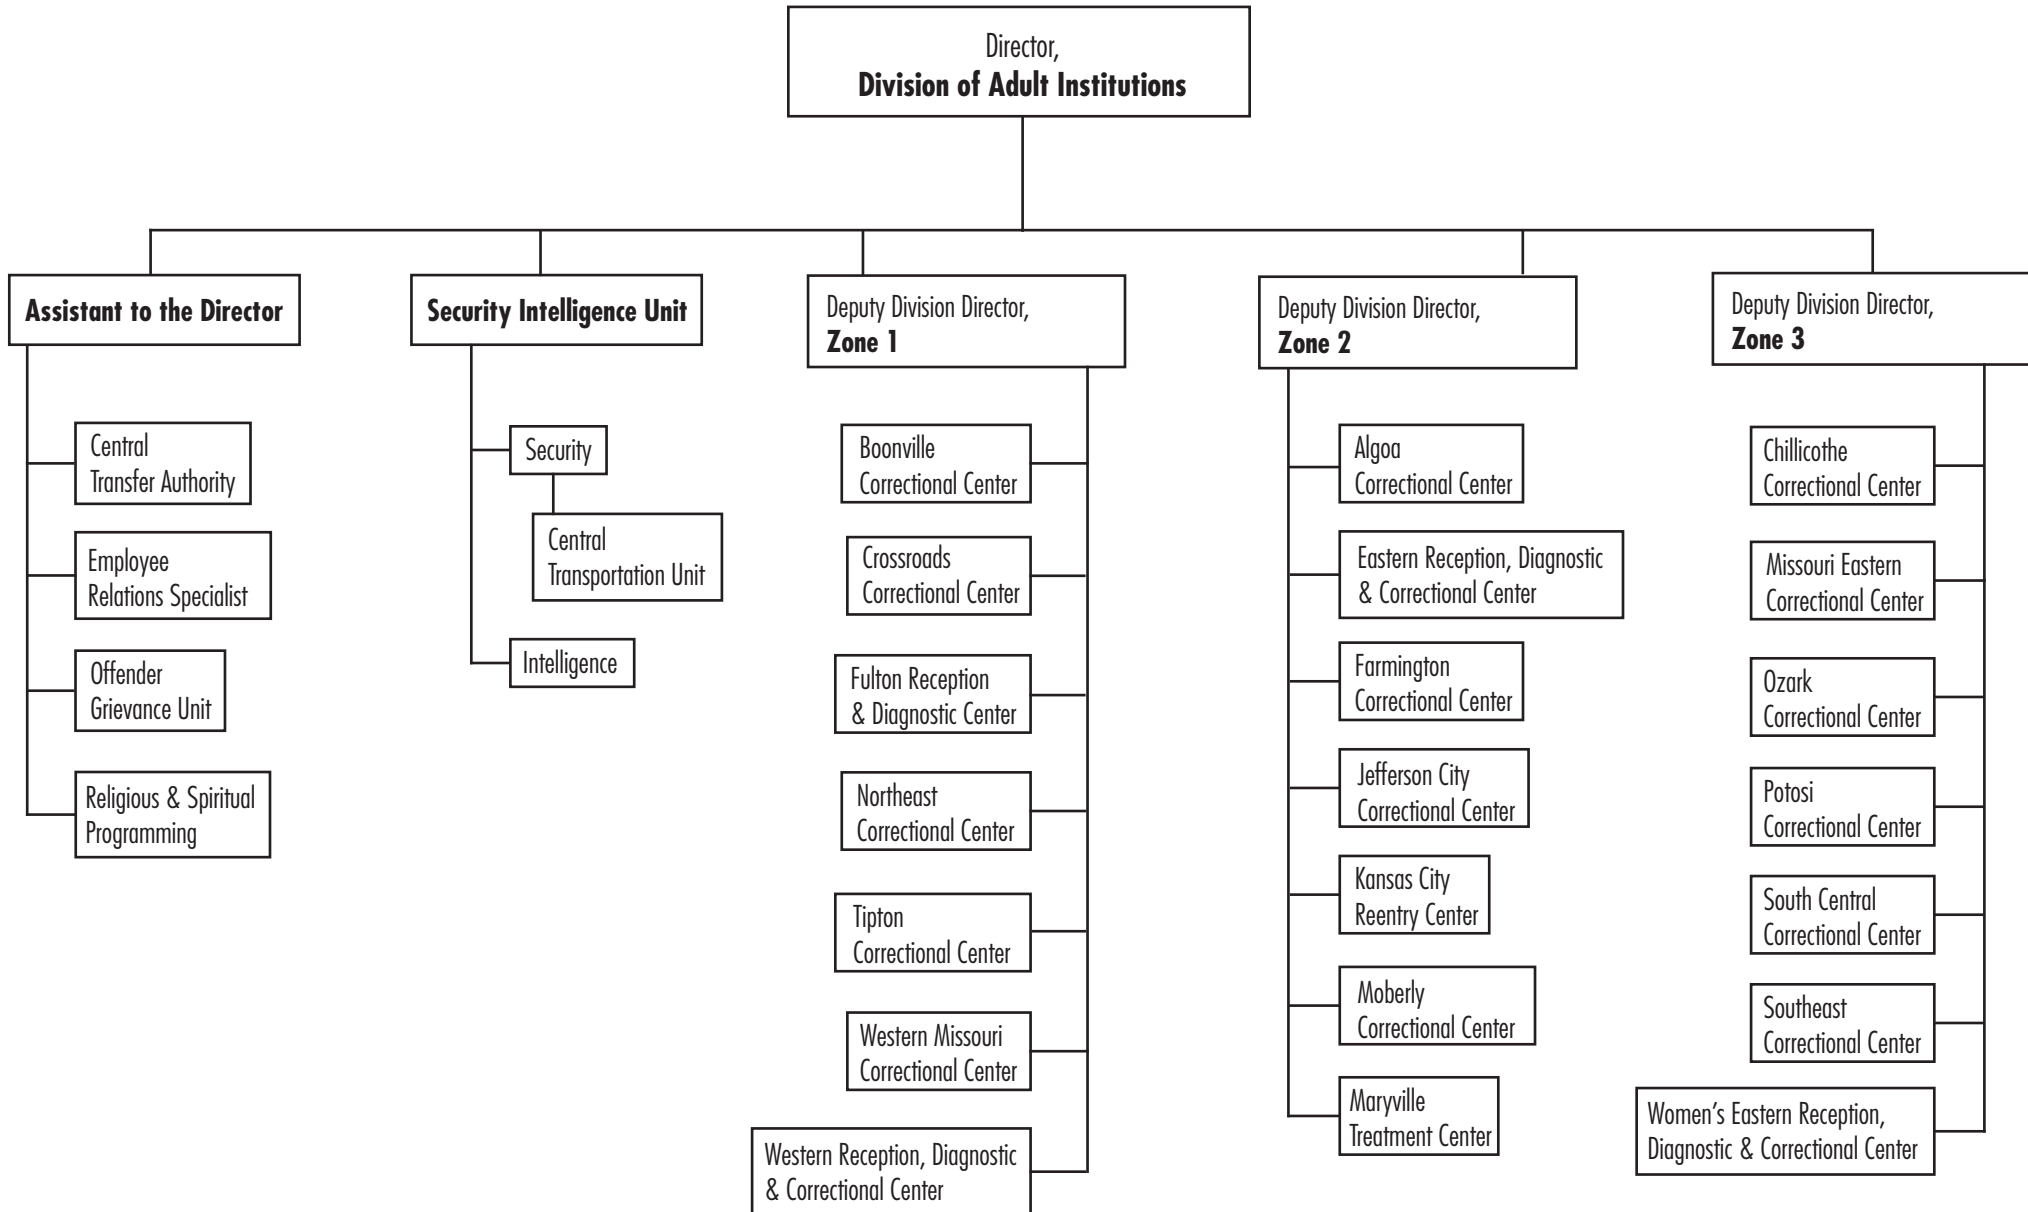 Director,
Division of Adult Institutions
Assistant to the Director
Central
Transfer Authority
Employee
Relations Specialist
Offender
Grievance Unit
Religious & Spiritual
Programming
Security Intelligence Unit
Security
Central
Transportation Unit
Intelligence
Deputy Division Director,
Zone 1
Boonville
Correctional Center
Crossroads
Correctional Center
Fulton Reception
& Diagnostic Center
Northeast
Correctional Center
Tipton
Correctional Center
Western Missouri
Correctional Center
Western Reception, Diagnostic
& Correctional Center
Deputy Division Director,
Zone 2
Algoa
Correctional Center
Eastern Reception, Diagnostic
& Correctional Center
Farmington
Correctional Center
Jefferson City
Correctional Center
Kansas City
Reentry Center
Moberly
Correctional Center
Maryville
Treatment Center
Deputy Division Director,
Zone 3
Chillicothe
Correctional Center
Missouri Eastern
Correctional Center
Ozark
Correctional Center
Potosi
Correctional Center
South Central
Correctional Center
Southeast
Correctional Center
Women's Eastern Reception,
Diagnostic & Correctional Center